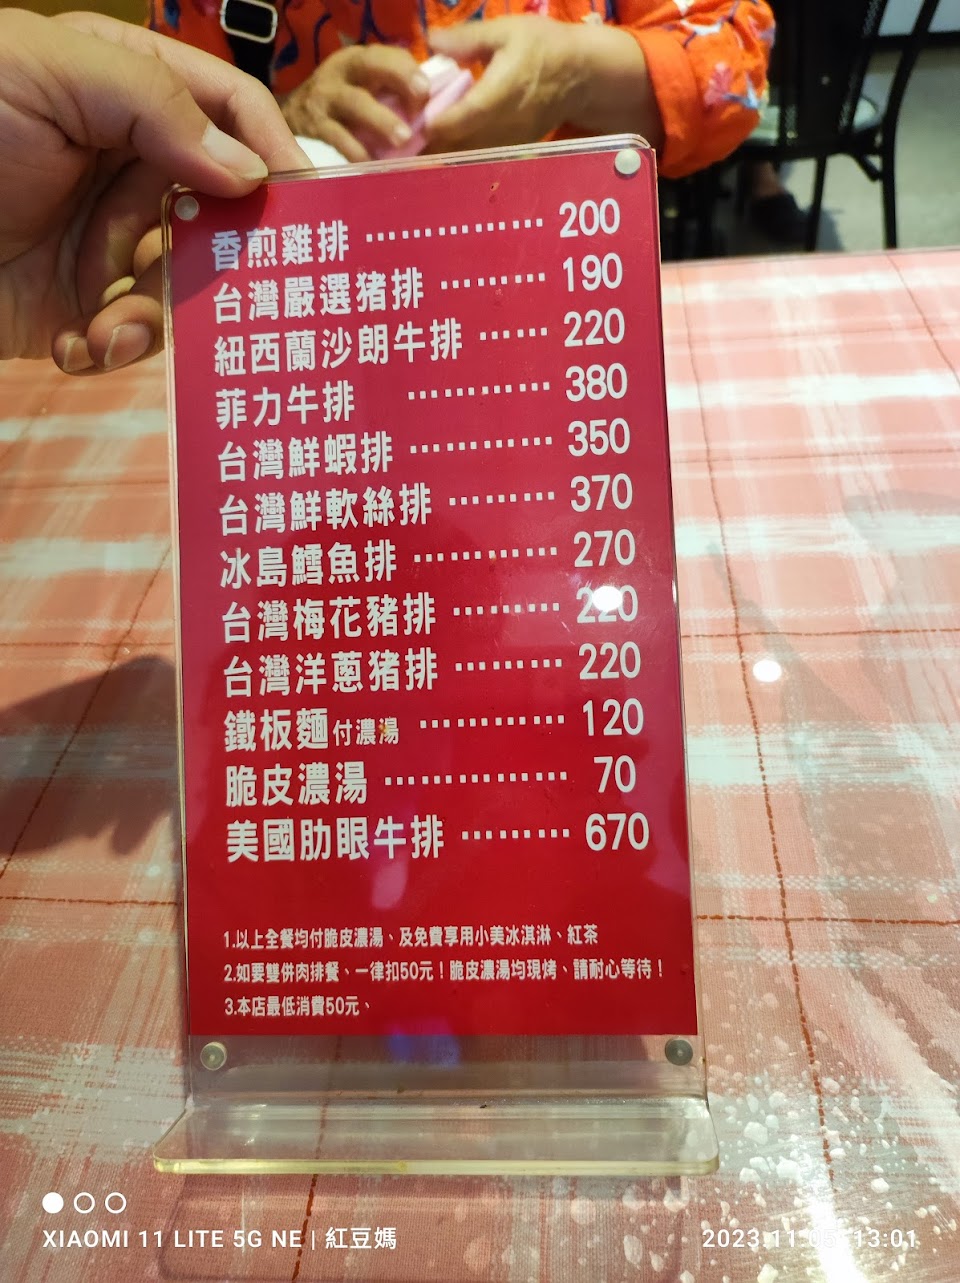 香煎雞排 ……………… 200
台灣嚴選猪排 ……… 190
紐西蘭沙朗牛排 …… 220
菲力牛排 ………… 380
台灣鮮蝦排 ………… 350
台灣鮮軟絲排 ……… 370
冰島鱈魚排 ………… 270
台灣梅花豬排 ……… 220
台灣洋蔥猪排 ……… 220
鐵板麵付濃湯 ………… 120
脆皮濃湯 …………… 70
美國肋眼牛排 ……… 670
1.以上全餐均付脆皮濃湯、及免費享用小美冰淇淋、紅茶
2.如要雙併肉排餐、一律扣50元！脆皮濃湯均現烤、請耐心等待！
3.本店最低消費50元、
XIAOMI 11 LITE 5G NE | 紅豆媽
2023.11.05 13:01